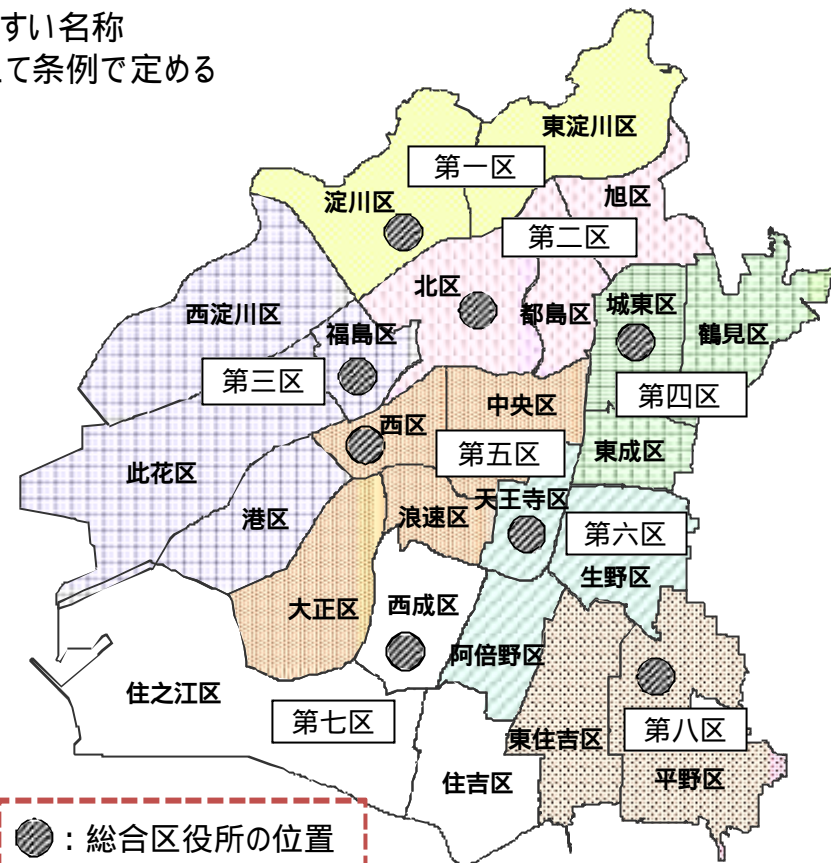 すい名称
て条例で定める
東淀川区
第一区
淀川区
旭区
第二区
北区
都島区
城東区
鶴見区
西淀川区
福島区
第三区
第四区
中央区
西区
第五区
東成区
此花区
港区
浪速区
天王寺区
第六区
生野区
大正区
西成区
阿倍野区
住之江区
第七区
東住吉区
第八区
住吉区
平野区
：総合区役所の位置